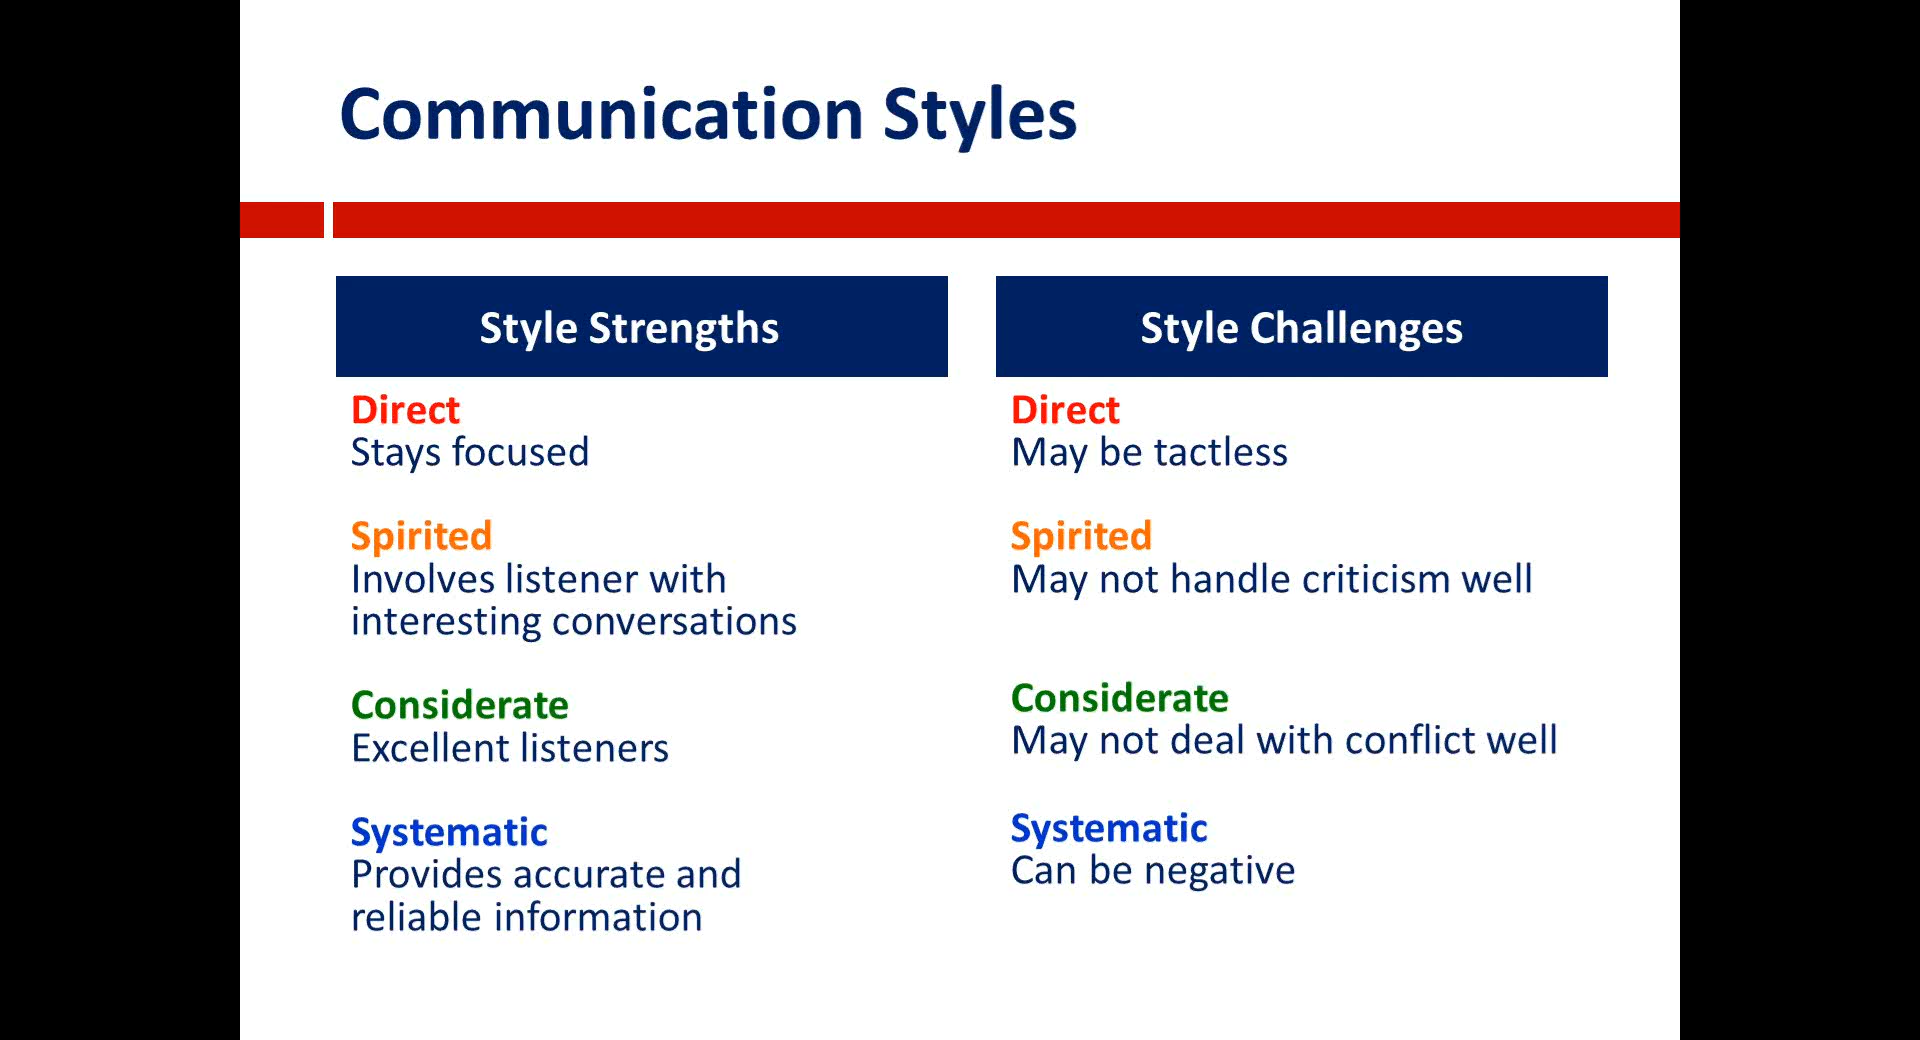 Communication Styles
Style Strengths
Direct
Stays focused
Spirited
Involves listener with
interesting conversations
Considerate
Excellent listeners
Systematic
Provides accurate and
reliable information
Style Challenges
Direct
May be tactless
Spirited
May not handle criticism well
Considerate
May not deal with conflict well
Systematic
Can be negative